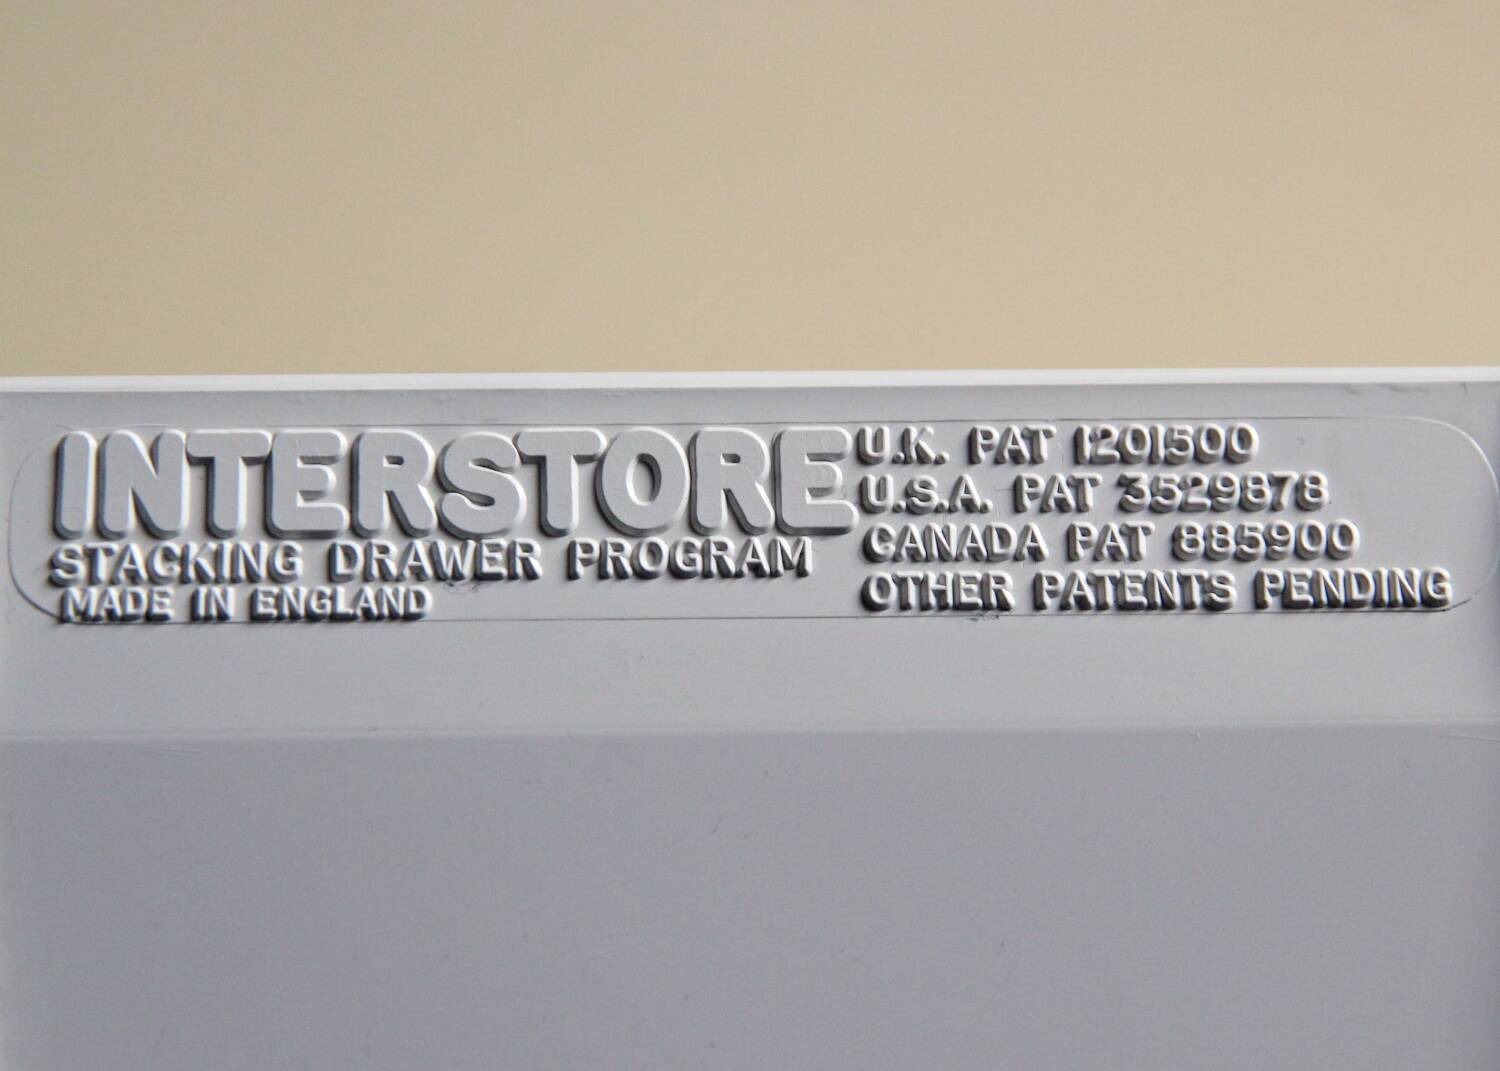 INTERSTORE
STACKING DRAWER PROGRAM
MADE IN ENGLAND
U.K. PAT 1201500
U.S.A. PAT 3529878
CANADA PAT 885900
OTHER PATENTS PENDING